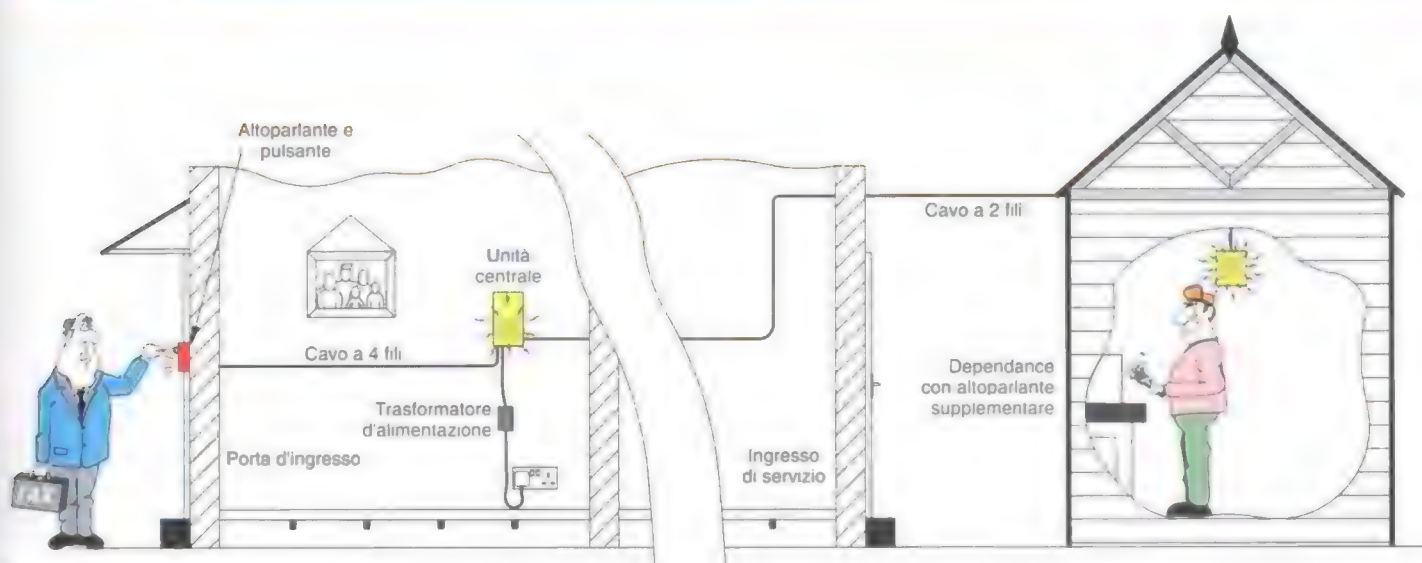 Altoparlante e
pulsante
Unità
centrale
Cavo a 2 fili
Cavo a 4 fili
Trasformatore
d'alimentazione
Dependance
con altoparlante
supplementare
Porta d'ingresso
Ingresso
di servizio
TAX